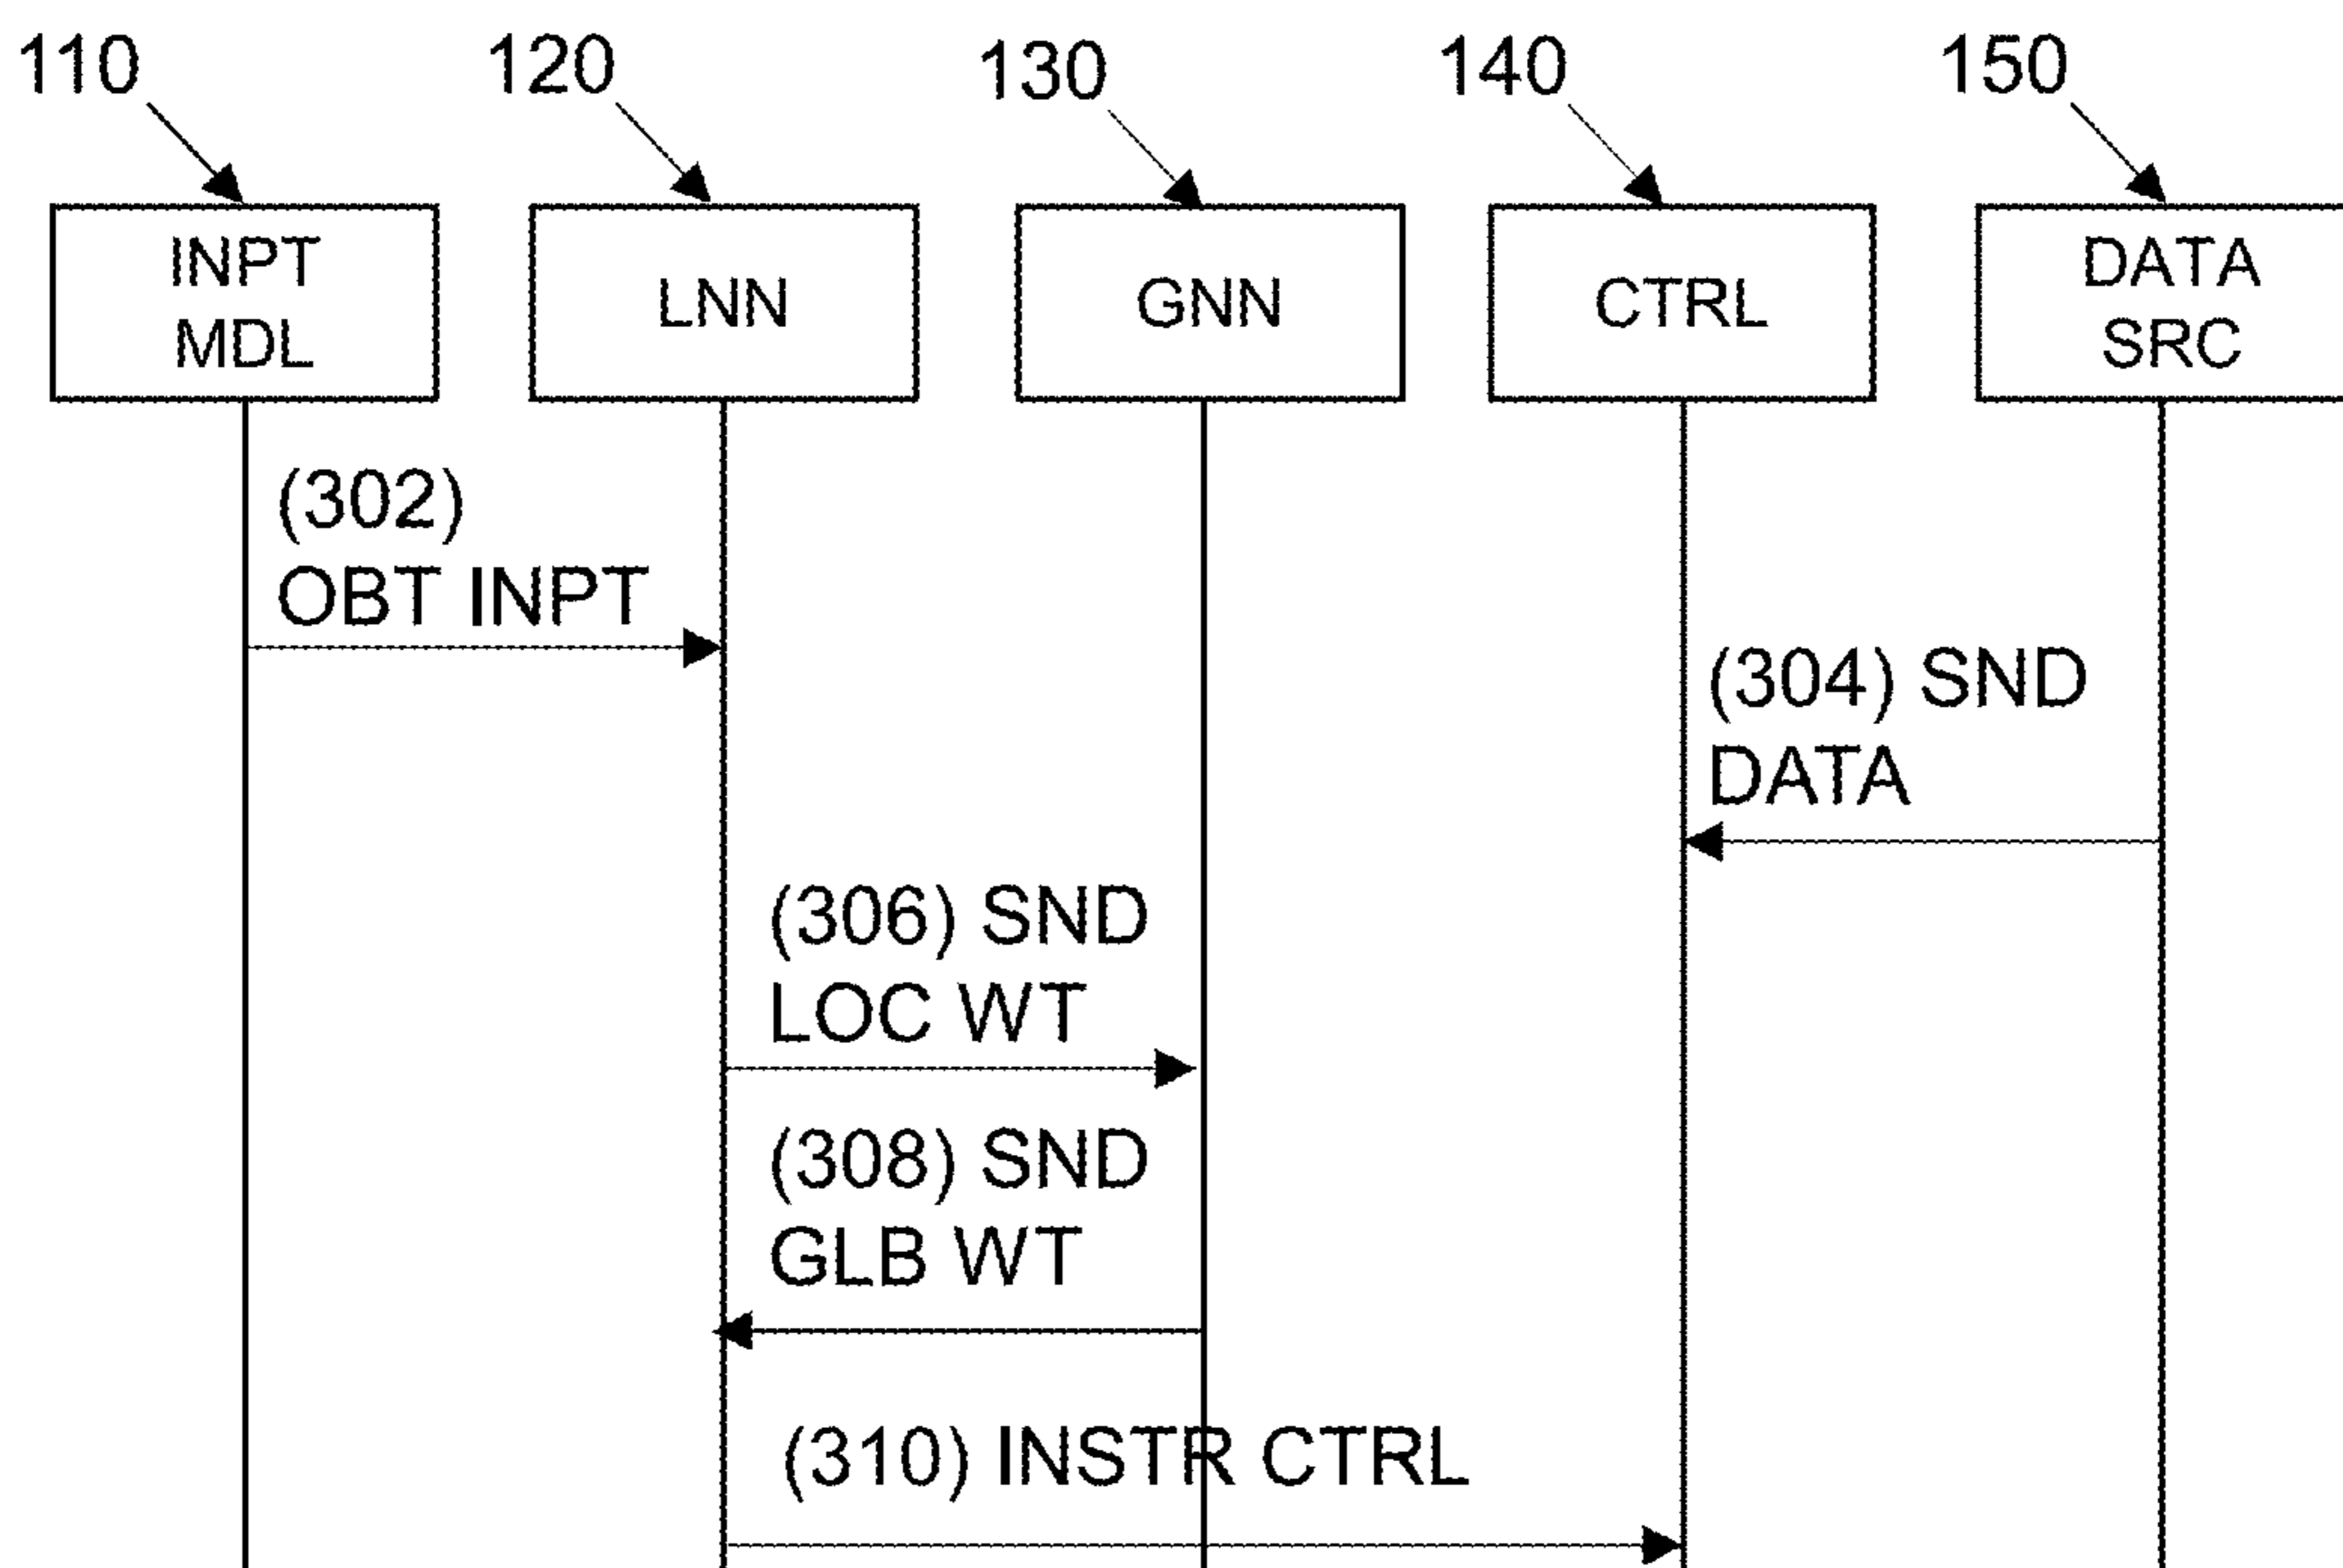 110
120
130
140
150
INPT
MDL
LNN
GNN
CTRL
DATA
SRC
(302)
OBT INPT
(304) SND
DATA
(306) SND
LOC WT
(308) SND
GLB WT
(310) INSTR CTRL